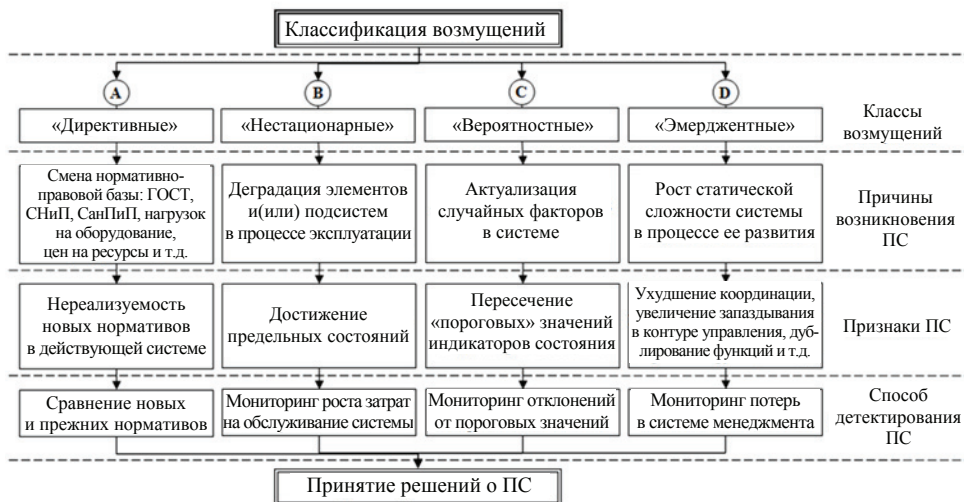 Классификация возмущений
A
B
C
D
«Директивные»
«Нестационарные»
«Вероятностные»
«Эмерджентные»
Классы
возмущений
Смена нормативно-
правовой базы: ГОСТ,
СНиП, СанПиП, нагрузок
на оборудование,
цен на ресурсы и т.д.
Деградация элементов
и(или) подсистем
в процессе эксплуатации
Актуализация
случайных факторов
в системе
Рост статической
сложности системы
в процессе ее развития
Причины
возникновения
ПС
Нереализуемость
новых нормативов
в действующей системе
Достижение
предельных состояний
Пересечение
«пороговых» значений
индикаторов состояния
Ухудшение координации,
увеличение запаздывания
в контуре управления, дуб-
лирование функций и т.д.
Признаки ПС
Сравнение новых
и прежних нормативов
Мониторинг роста затрат
на обслуживание системы
Мониторинг отклонений
от пороговых значений
Мониторинг потерь
в системе менеджмента
Способ
детектирования
ПС
Принятие решений о ПС